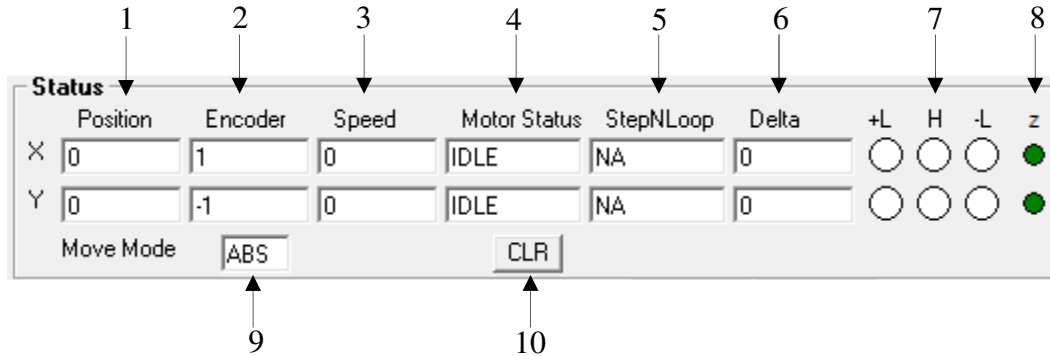 1 2 3 4 5 6 7 8
Status
Position Encoder Speed Motor Status StepNLoop Delta +L H -L z
X 0 1 0 IDLE NA 0
Y 0 -1 0 IDLE NA 0
Move Mode ABS CLR
9 10